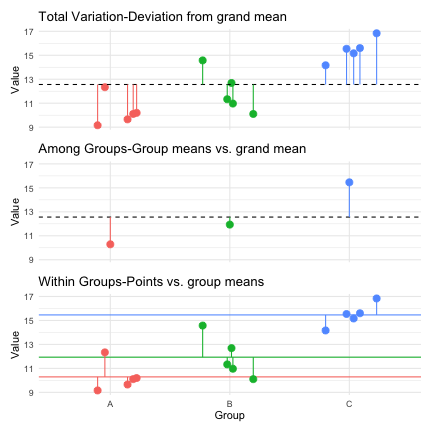 Total Variation-Deviation from grand mean
17
15
13
11
9
Value
Among Groups-Group means vs. grand mean
17
15
13
11
9
Value
Within Groups-Points vs. group means
17
15
13
11
9
Value
A B C
Group